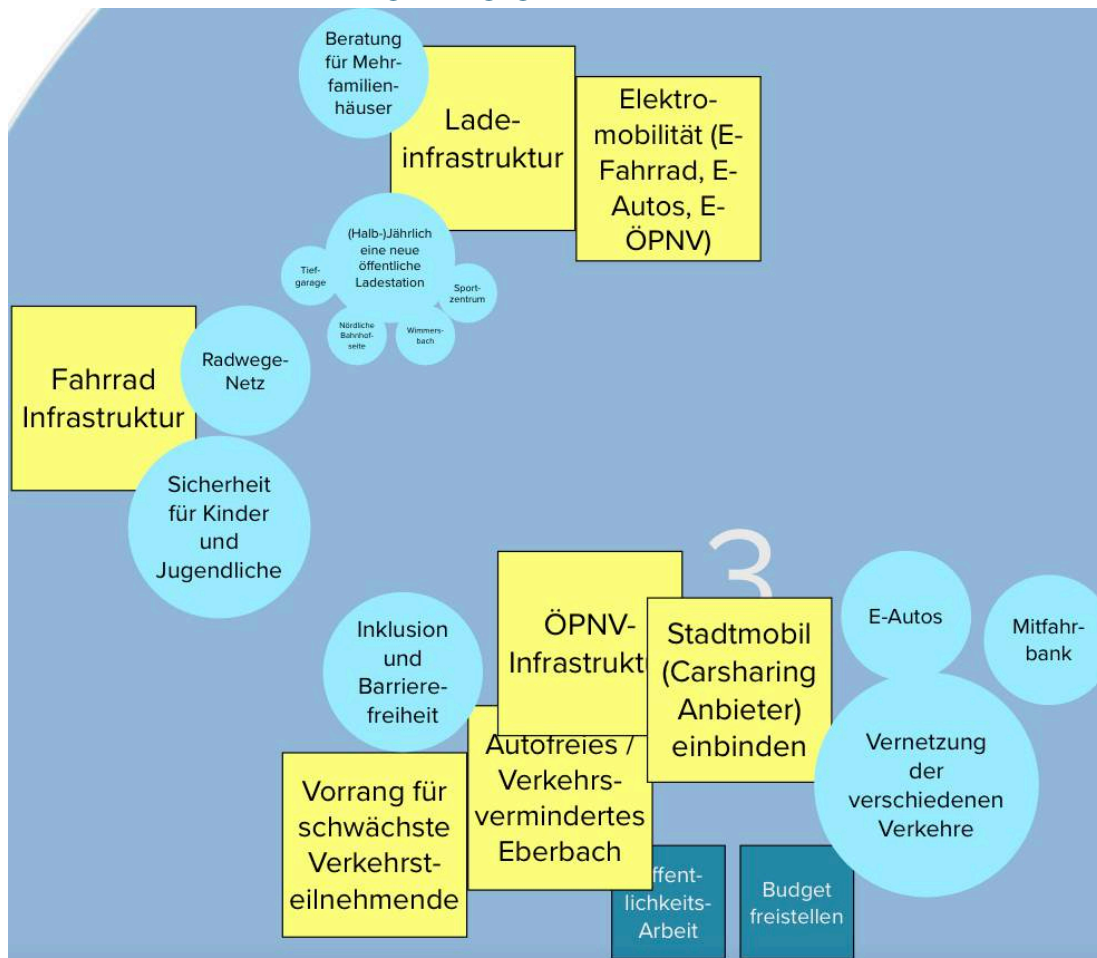 Beratung
für Mehr-
familien-
häuser
Lade-
infrastruktur
Elektro-
mobilität (E-
Fahrrad, E-
Autos, E-
ÖPNV)
(Halb-)Jährlich
eine neue
öffentliche
Ladestation
Tief-
garage
Sport-
zentrum
Nördliche
Bahnhof-
seite
Wimmers-
bach
Fahrrad
Infrastruktur
Radwege-
Netz
Sicherheit
für Kinder
und
Jugendliche
3
Inklusion
und
Barriere-
freiheit
ÖPNV-
Infrastruktu
Stadtmobil
(Carsharing
Anbieter)
einbinden
E-Autos
Mitfahr-
bank
Vernetzung
der
verschiedenen
Verkehre
Vorrang für
schwächste
Verkehrst-
eilnehmende
Autofreies /
Verkehrs-
vermindertes
Eberbach
ffent-
lichkeits-
Arbeit
Budget
freistellen